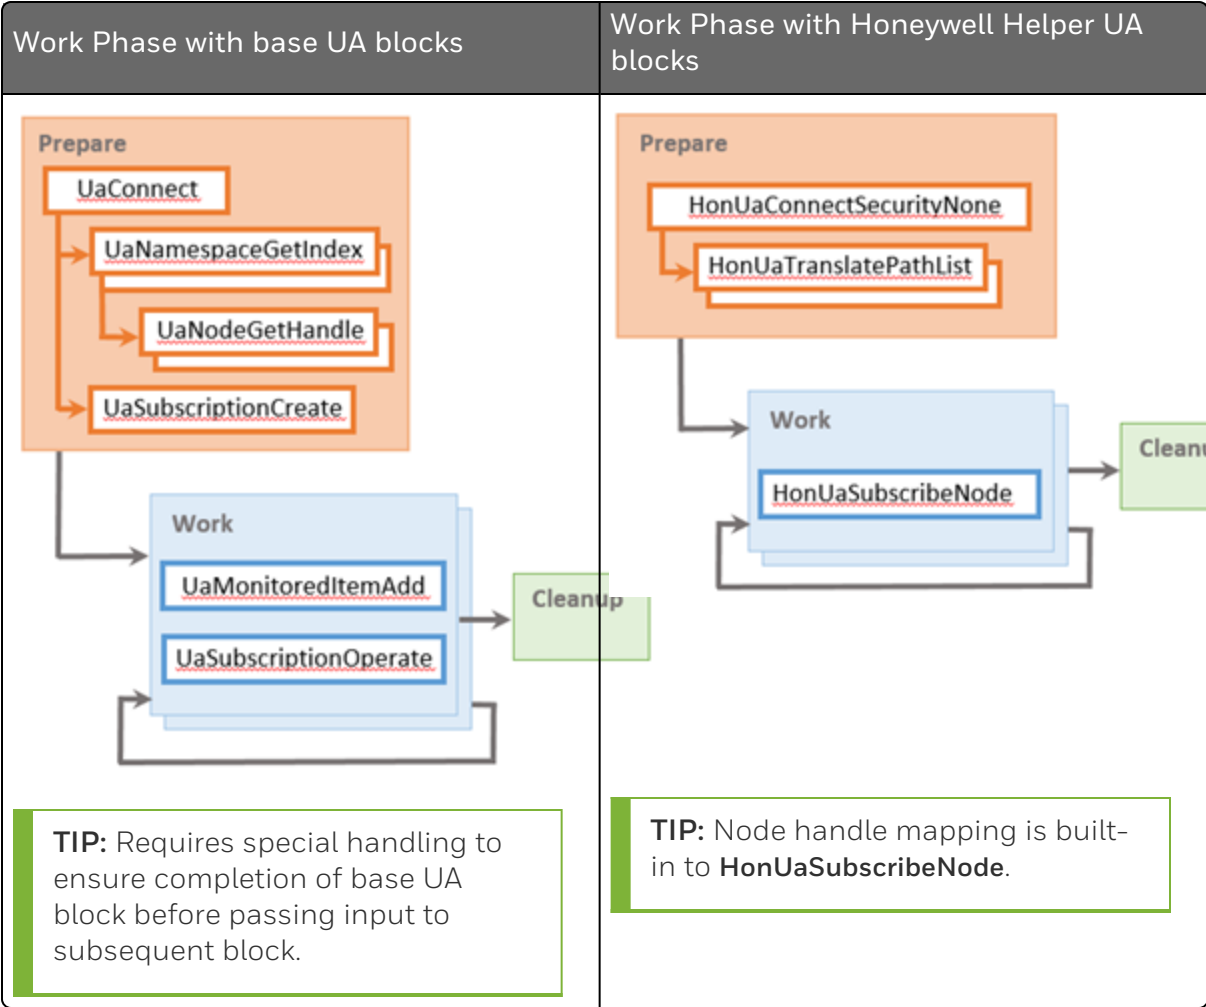 Work Phase with base UA blocks
Work Phase with Honeywell Helper UA
blocks
Prepare
UaConnect
UaNamespaceGetIndex
UaNodeGetHandle
UaSubscriptionCreate
Work
UaMonitoredItemAdd
UaSubscriptionOperate
Cleanup
TIP: Requires special handling to
ensure completion of base UA
block before passing input to
subsequent block.
Prepare
HonUaConnectSecurityNone
HonUaTranslatePathList
Work
HonUaSubscribeNode
Clean
TIP: Node handle mapping is built-
in to HonUaSubscribeNode.